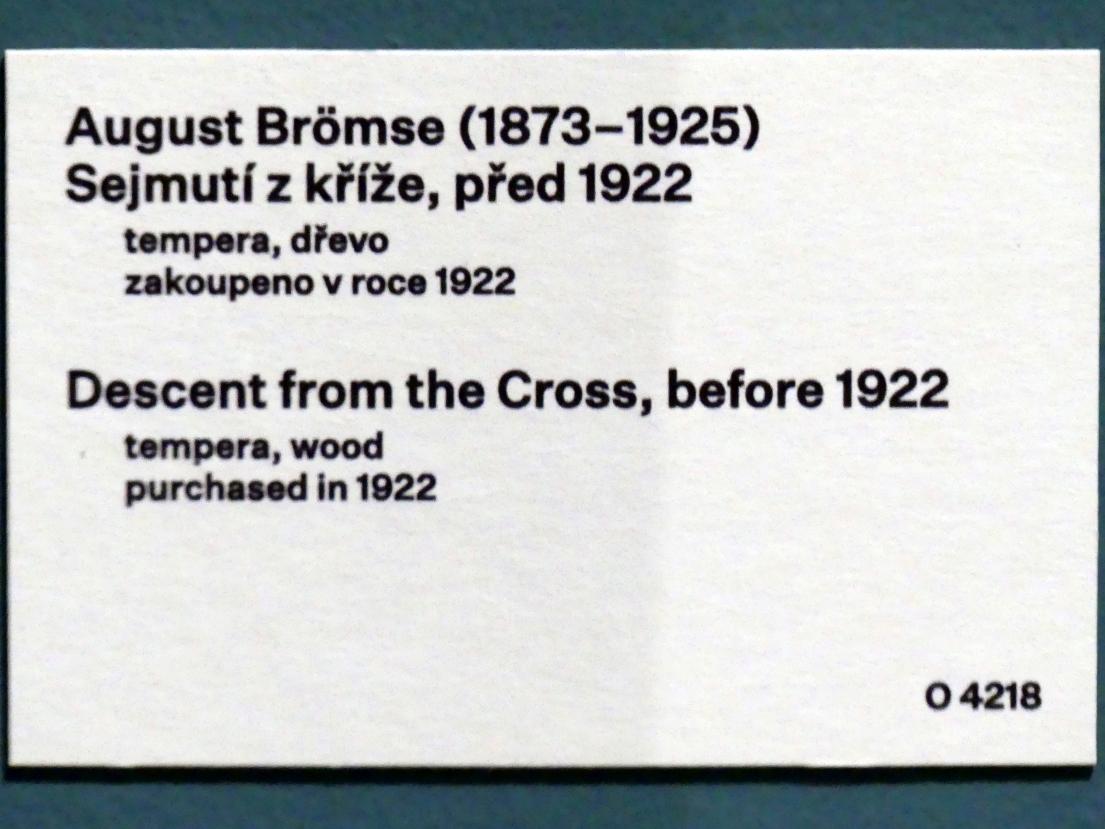 August Brömse (1873–1925)
Sejmutí z kříže, před 1922
tempera, dřevo
zakoupeno v roce 1922
Descent from the Cross, before 1922
tempera, wood
purchased in 1922
O 4218